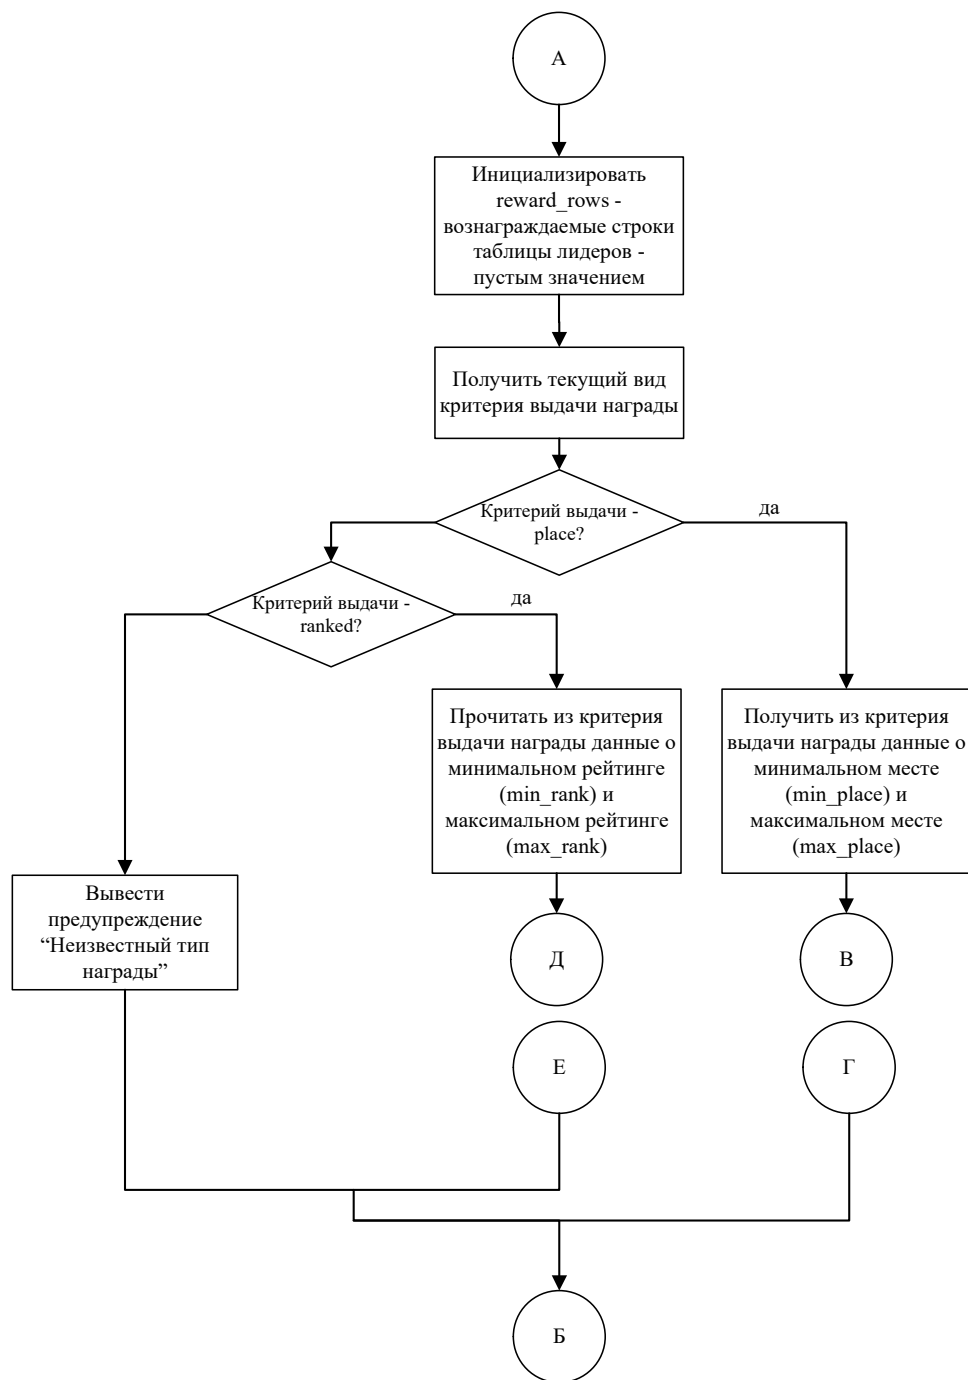 А
Инициализировать
reward_rows -
вознаграждаемые строки
таблицы лидеров -
пустым значением
Получить текущий вид
критерия выдачи награды
Критерий выдачи -
place?
да
Критерий выдачи -
ranked?
да
Прочитать из критерия
выдачи награды данные о
минимальном рейтинге
(min_rank) и
максимальном рейтинге
(max_rank)
Получить из критерия
выдачи награды данные о
минимальном месте
(min_place) и
максимальном месте
(max_place)
Вывести
предупреждение
“Неизвестный тип
награды”
Д
В
Е
Г
Б